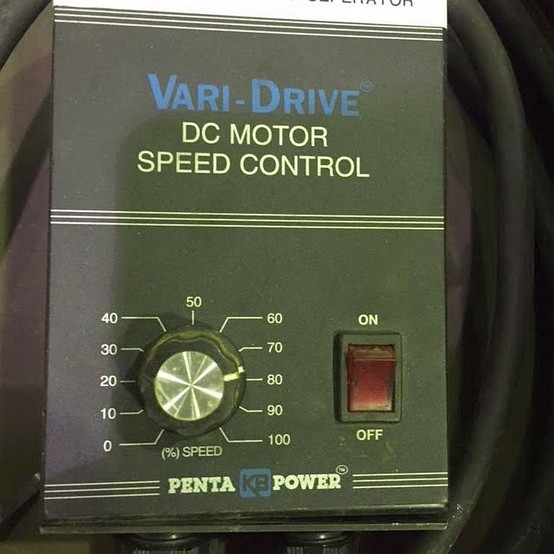 VARI-DRIVE
DC MOTOR
SPEED CONTROL
50
40 60
30 70
20 80
10 90
0 100
(%) SPEED
ON
OFF
PENTA KB POWER™